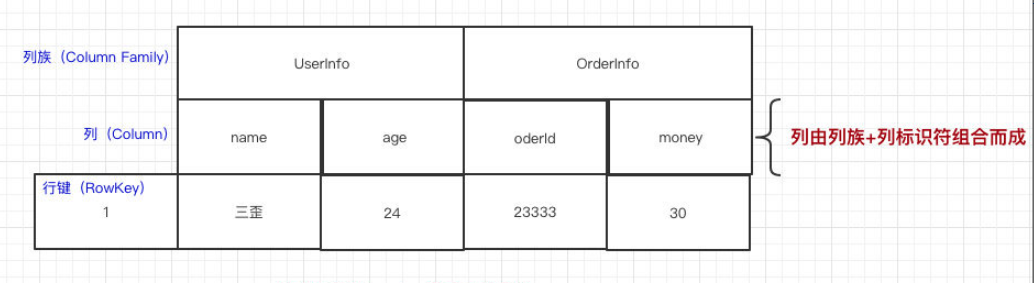 列族（Column Family）
UserInfo
OrderInfo
列（Column）
name
age
oderId
money
列由列族+列标识符组合而成
行键（RowKey）
1
三歪
24
23333
30